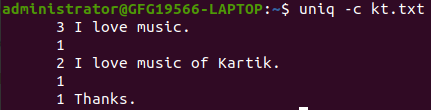 administrator@GFG19566-LAPTOP:~$ uniq -c kt.txt
      3 I love music.
      1
      2 I love music of Kartik.
      1
      1 Thanks.